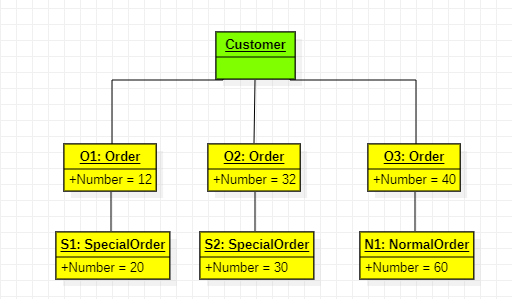 Customer
O1: Order
+Number = 12
O2: Order
+Number = 32
O3: Order
+Number = 40
S1: SpecialOrder
+Number = 20
S2: SpecialOrder
+Number = 30
N1: NormalOrder
+Number = 60